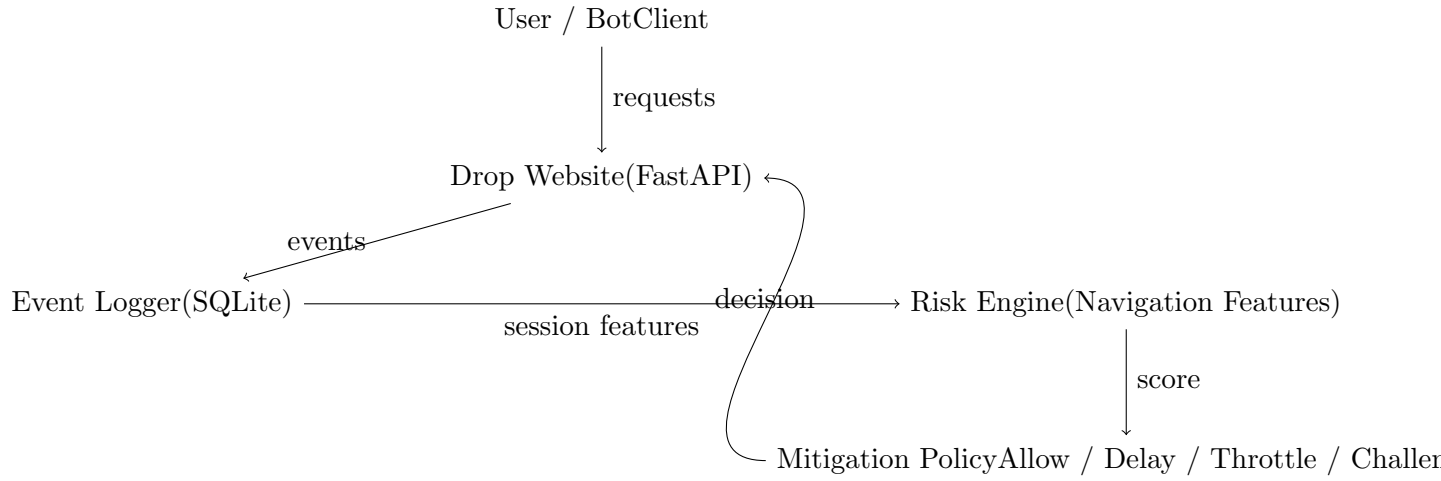 User / BotClient
requests
Drop Website(FastAPI)
events
Event Logger(SQLite)
decision
Risk Engine(Navigation Features)
session features
score
Mitigation PolicyAllow / Delay / Throttle / Challen